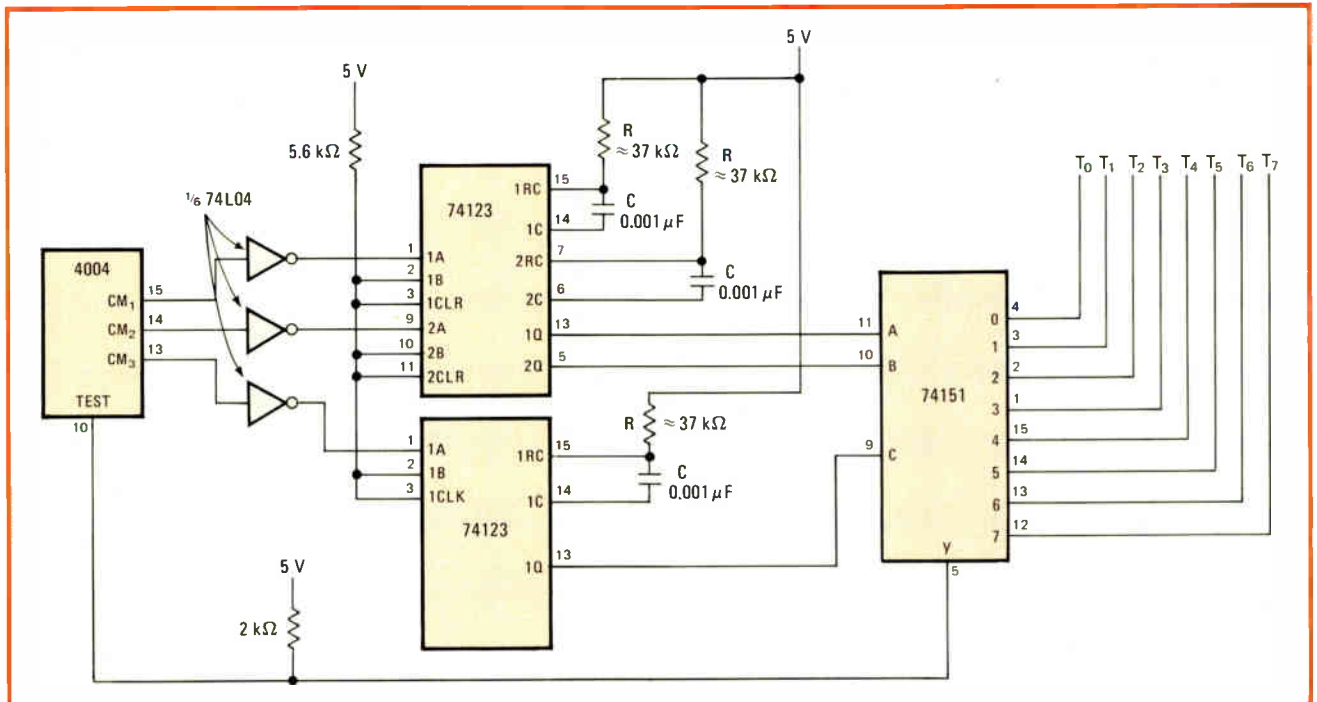 5 V
5 V
5.6 kΩ
R
≈ 37 kΩ
R
≈ 37 kΩ
⅙ 74L04
4004
CM₁
15
CM₂
14
CM₃
13
TEST
10
74123
1
1A
2
1B
3
1CLR
9
2A
10
2B
11
2CLR
1RC
15
1C
14
2RC
7
2C
6
1Q
13
2Q
5
C
0.001 μF
C
0.001 μF
74123
1
1A
2
1B
3
1CLK
1RC
15
1C
14
1Q
13
R
≈ 37 kΩ
C
0.001 μF
5 V
2 kΩ
74151
11
A
10
B
9
C
y
5
0
4
1
3
2
2
3
1
4
15
5
14
6
13
7
12
T₀ T₁ T₂ T₃ T₄ T₅ T₆ T₇